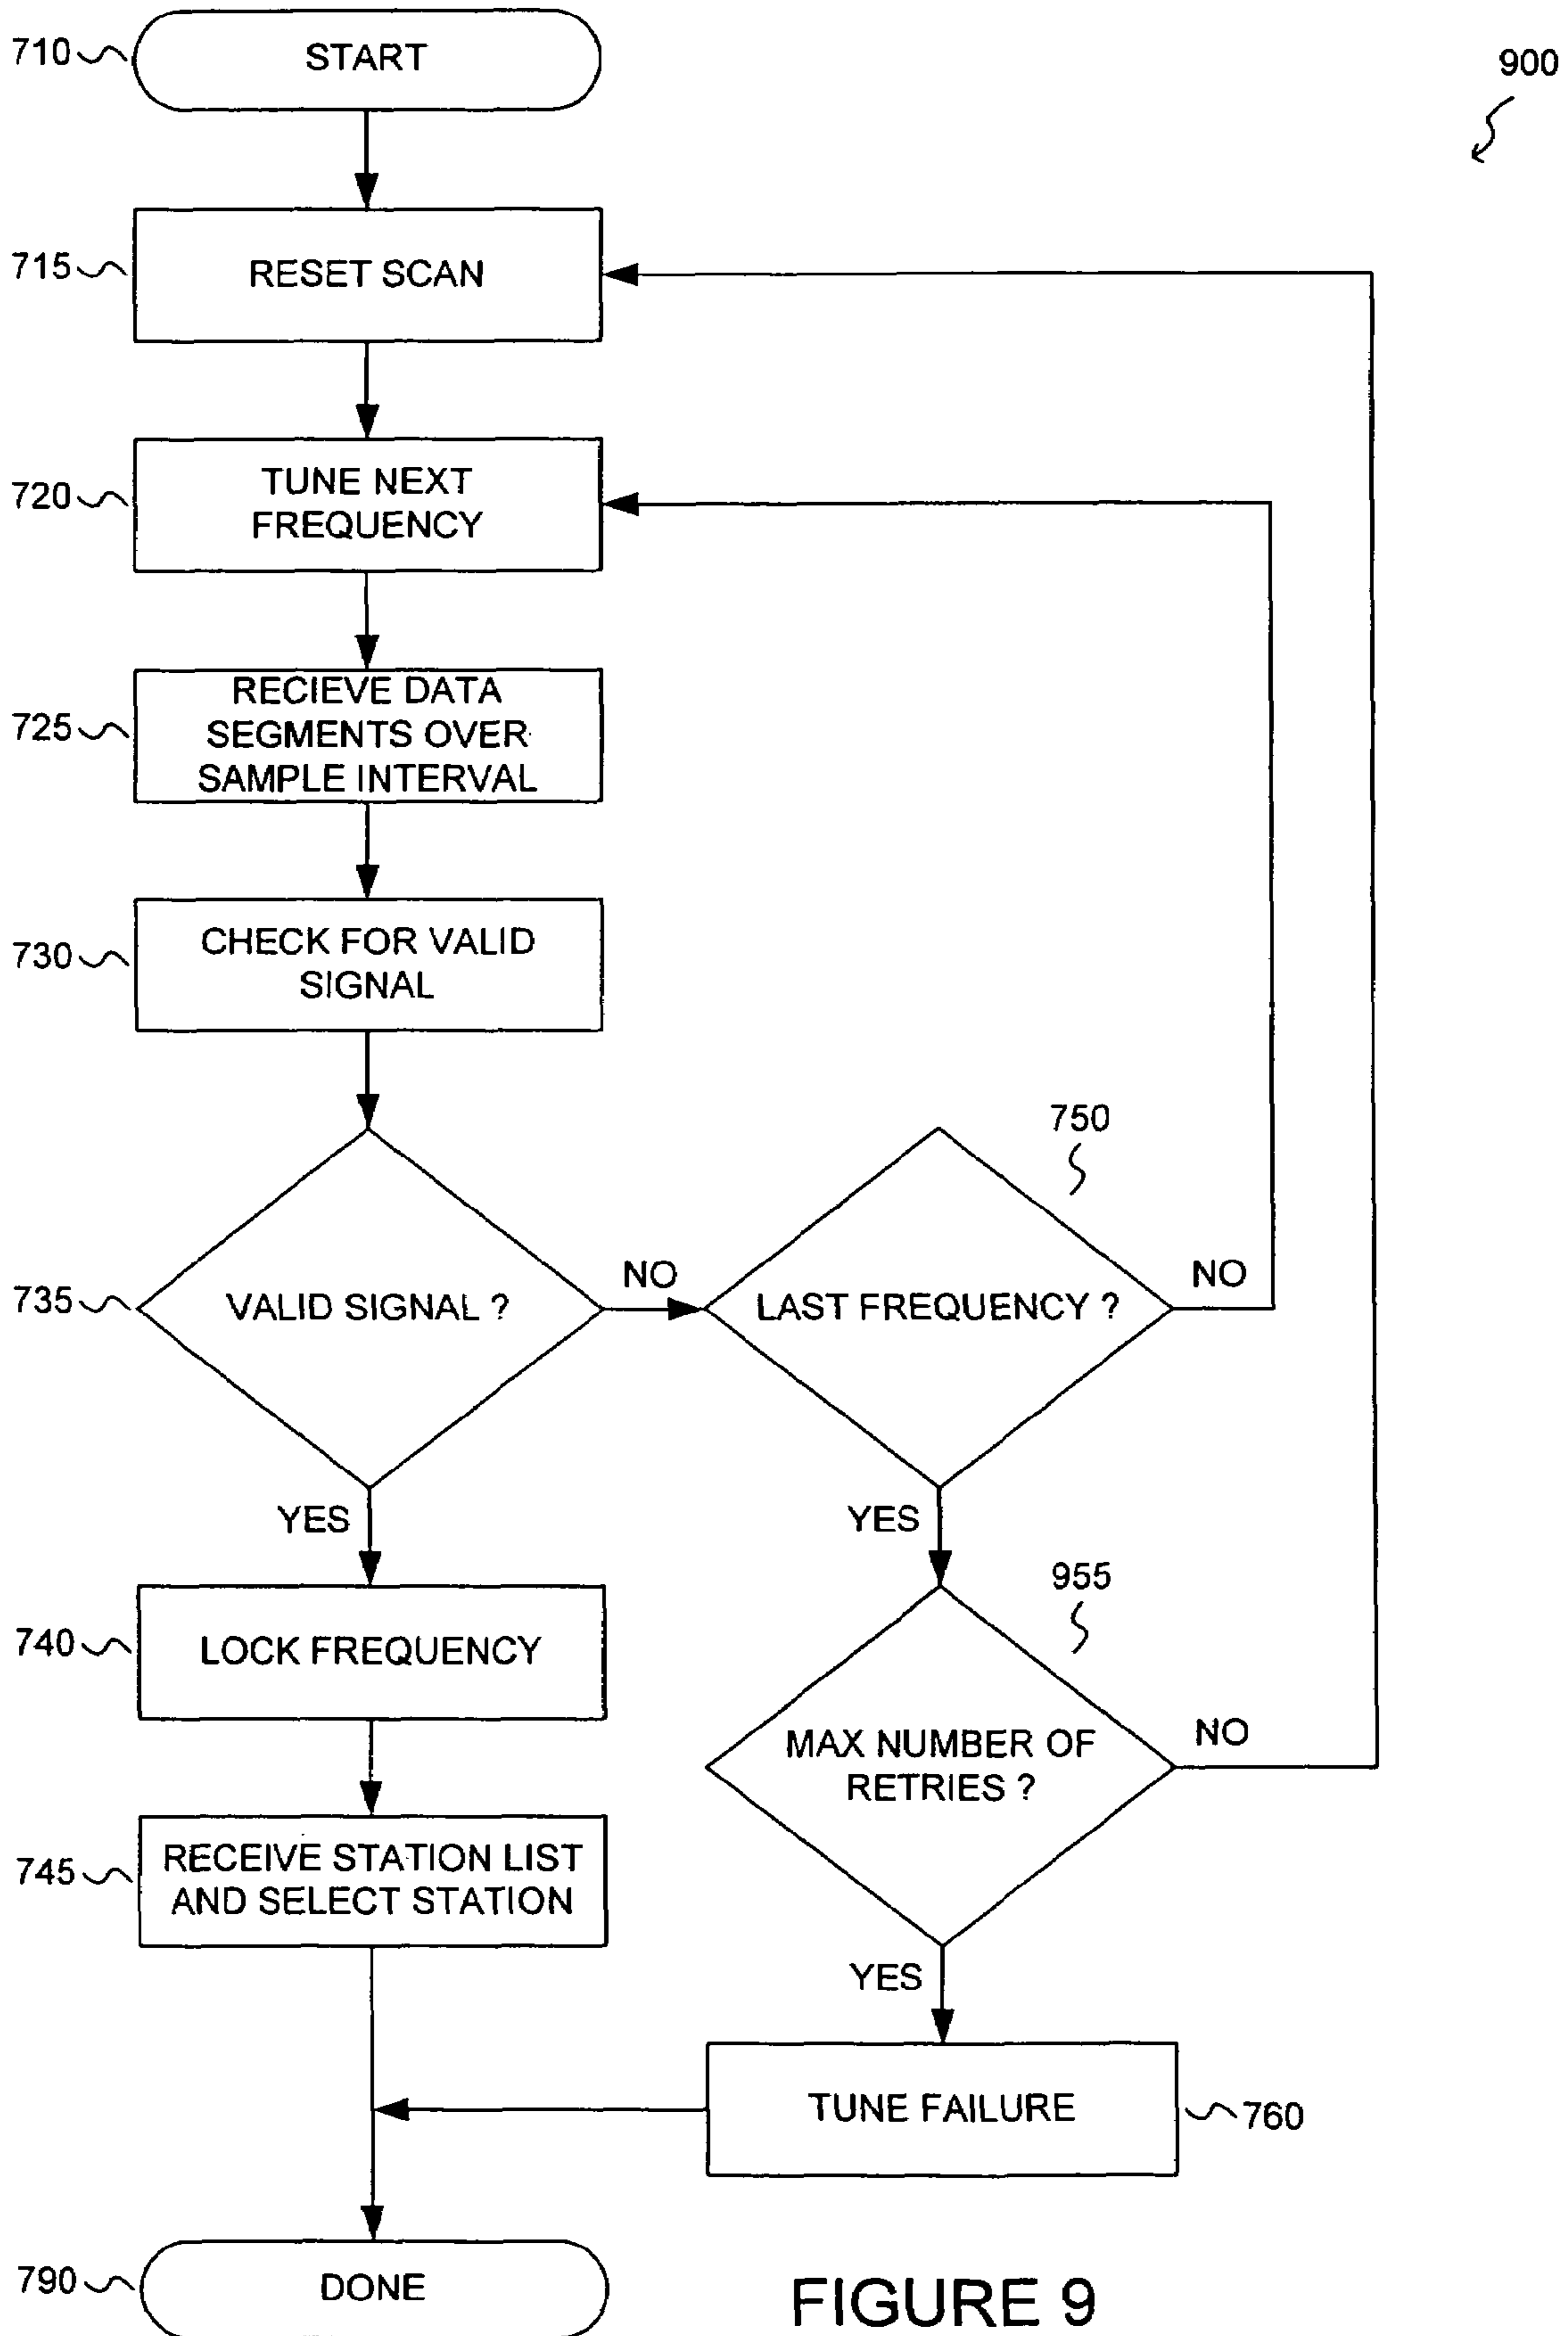 710
START
900
715
RESET SCAN
720
TUNE NEXT
FREQUENCY
725
RECIEVE DATA
SEGMENTS OVER
SAMPLE INTERVAL
730
CHECK FOR VALID
SIGNAL
735
VALID SIGNAL ?
NO
750
LAST FREQUENCY ?
NO
YES
YES
955
740
LOCK FREQUENCY
MAX NUMBER OF
RETRIES ?
NO
745
RECEIVE STATION LIST
AND SELECT STATION
YES
TUNE FAILURE
760
790
DONE
FIGURE 9